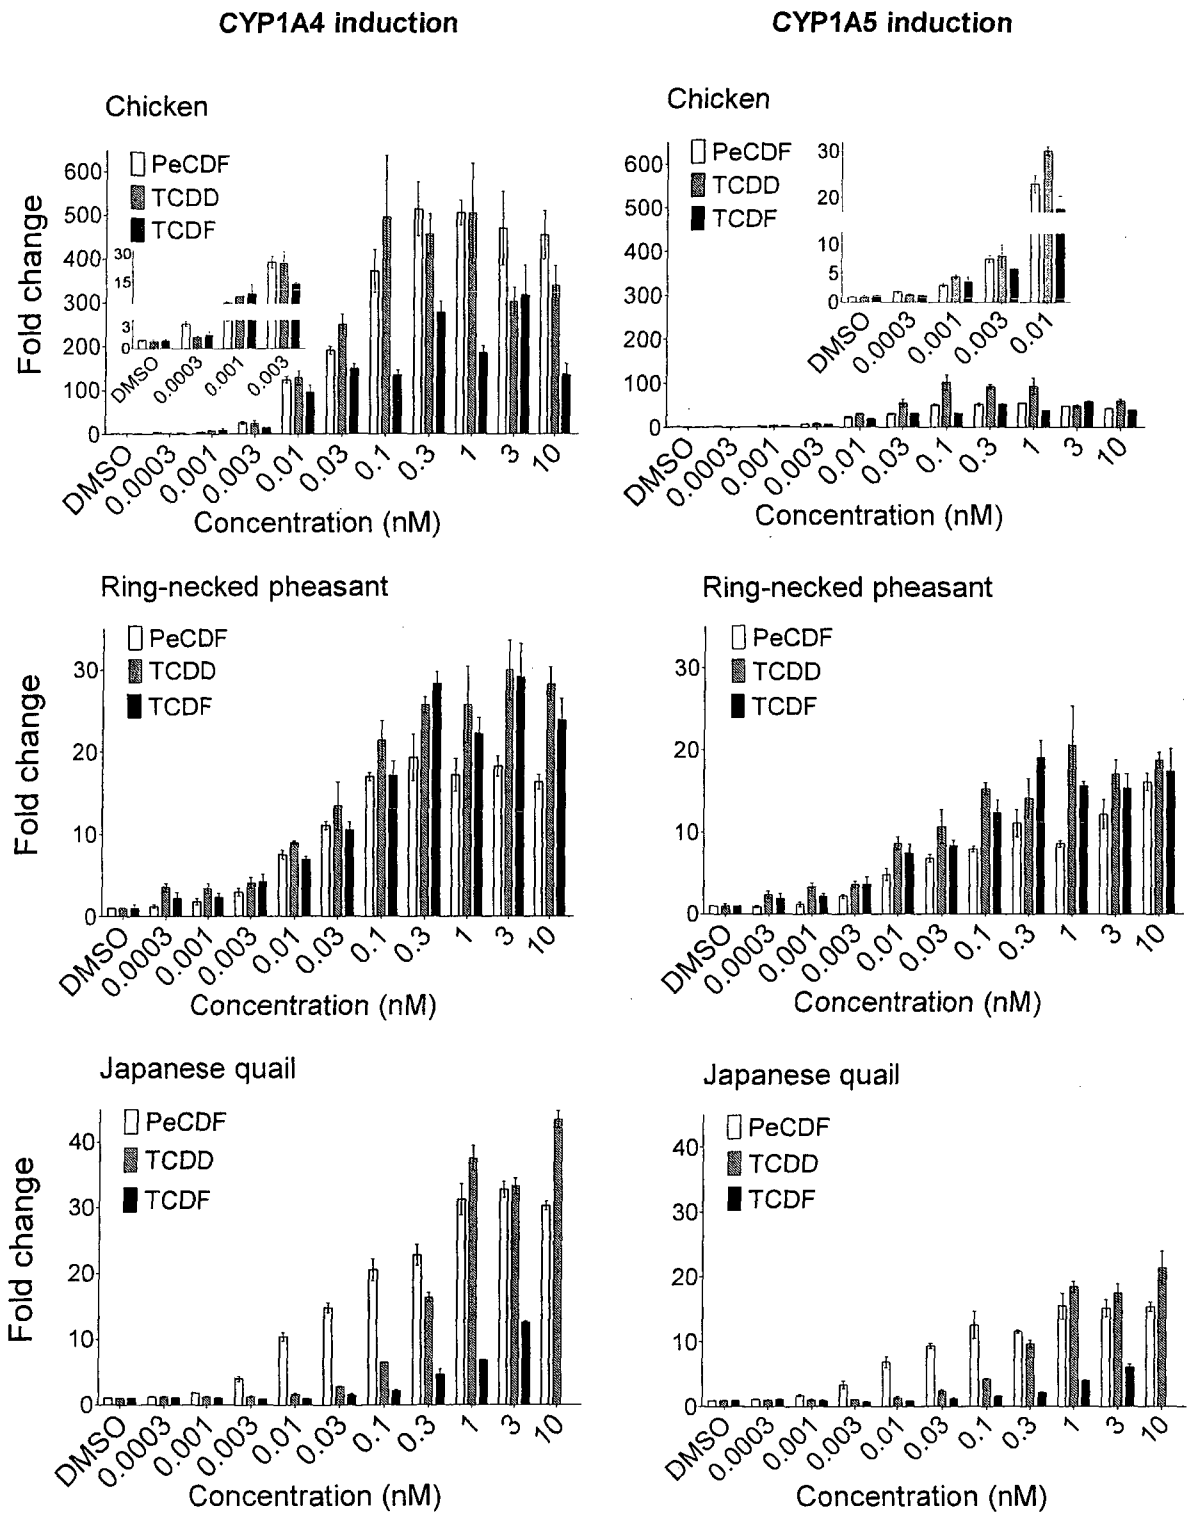 CYP1A4 induction
CYP1A5 induction
Chicken
PeCDF
TCDD
TCDF
Fold change
600
500
400
300
200
100
0
30
15
3
0
DMSO 0.0003 0.001 0.003
DMSO 0.0003 0.001 0.003 0.01 0.03 0.1 0.3 1 3 10
Concentration (nM)
Chicken
PeCDF
TCDD
TCDF
600
500
400
300
200
100
0
30
20
10
5
0
DMSO 0.0003 0.001 0.003 0.01
DMSO 0.0003 0.001 0.003 0.01 0.03 0.1 0.3 1 3 10
Concentration (nM)
Ring-necked pheasant
PeCDF
TCDD
TCDF
Fold change
30
20
10
0
DMSO 0.0003 0.001 0.003 0.01 0.03 0.1 0.3 1 3 10
Concentration (nM)
Ring-necked pheasant
PeCDF
TCDD
TCDF
30
20
10
0
DMSO 0.0003 0.001 0.003 0.01 0.03 0.1 0.3 1 3 10
Concentration (nM)
Japanese quail
PeCDF
TCDD
TCDF
Fold change
40
30
20
10
0
DMSO 0.0003 0.001 0.003 0.01 0.03 0.1 0.3 1 3 10
Concentration (nM)
Japanese quail
PeCDF
TCDD
TCDF
40
30
20
10
0
DMSO 0.0003 0.001 0.003 0.01 0.03 0.1 0.3 1 3 10
Concentration (nM)